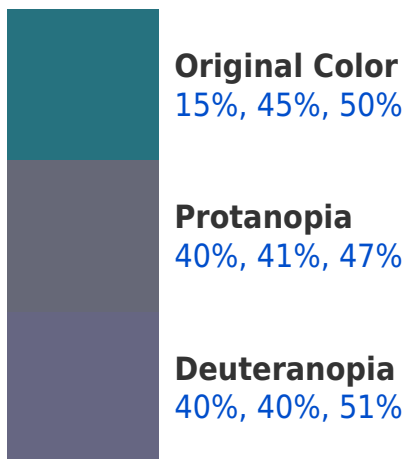 Original Color
15%, 45%, 50%
Protanopia
40%, 41%, 47%
Deuteranopia
40%, 40%, 51%